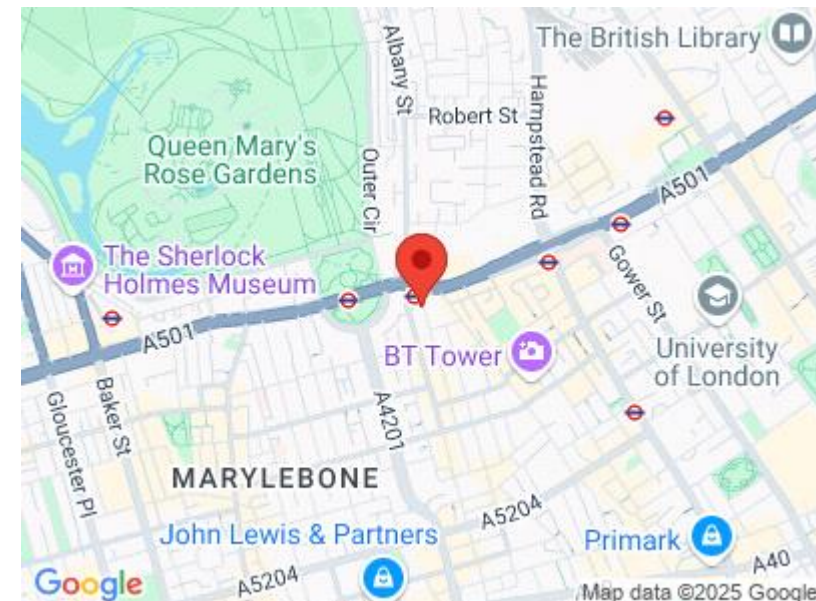 The British Library
Albany St
Hampstead Rd
Robert St
Queen Mary's
Rose Gardens
Outer Cir
A501
The Sherlock
Holmes Museum
Gower St
A501
BT Tower
University
of London
Baker St
Gloucester Pl
A4201
MARYLEBONE
A5204
John Lewis & Partners
Primark
A40
A5204
Google
Map data ©2025 Google